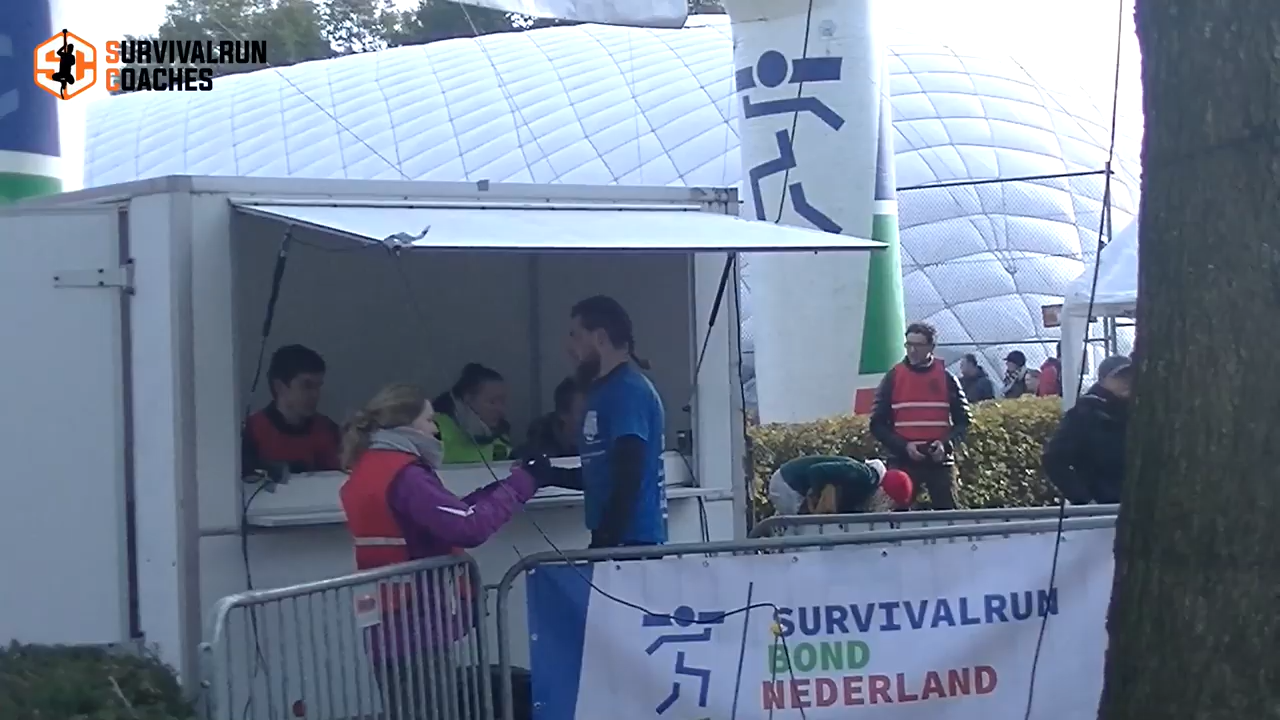 SURVIVALRUN
COACHES
SURVIVALRUN
BOND
NEDERLAND